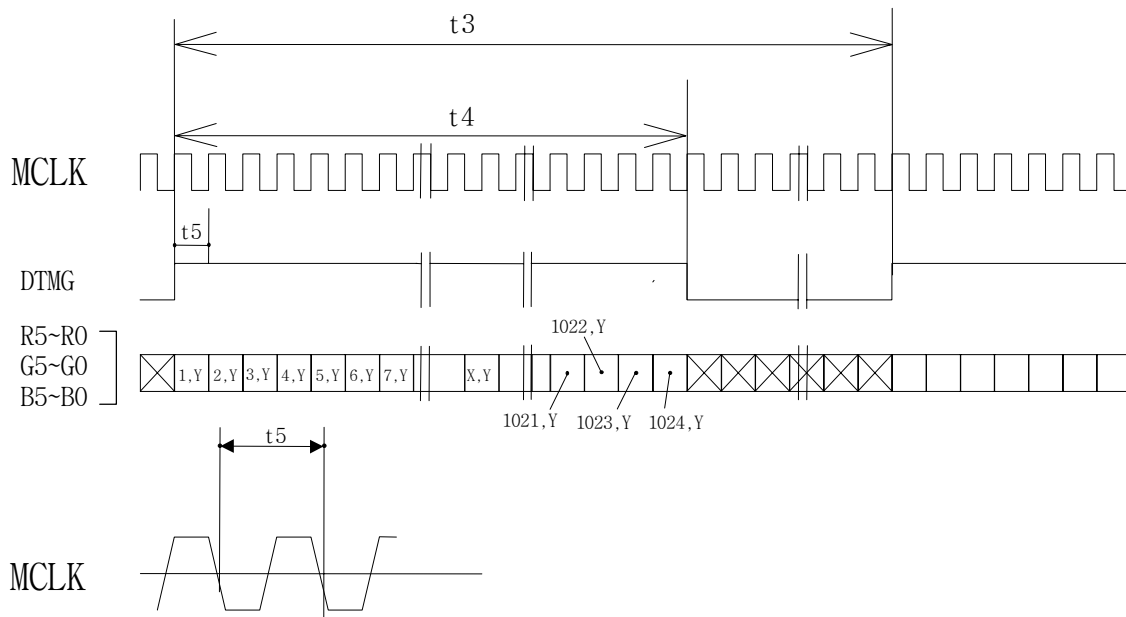 t3
t4
MCLK
t5
DTMG
R5~R0
G5~G0
B5~B0
1022,Y
1,Y 2,Y 3,Y 4,Y 5,Y 6,Y 7,Y X,Y
1021,Y 1023,Y 1024,Y
t5
MCLK